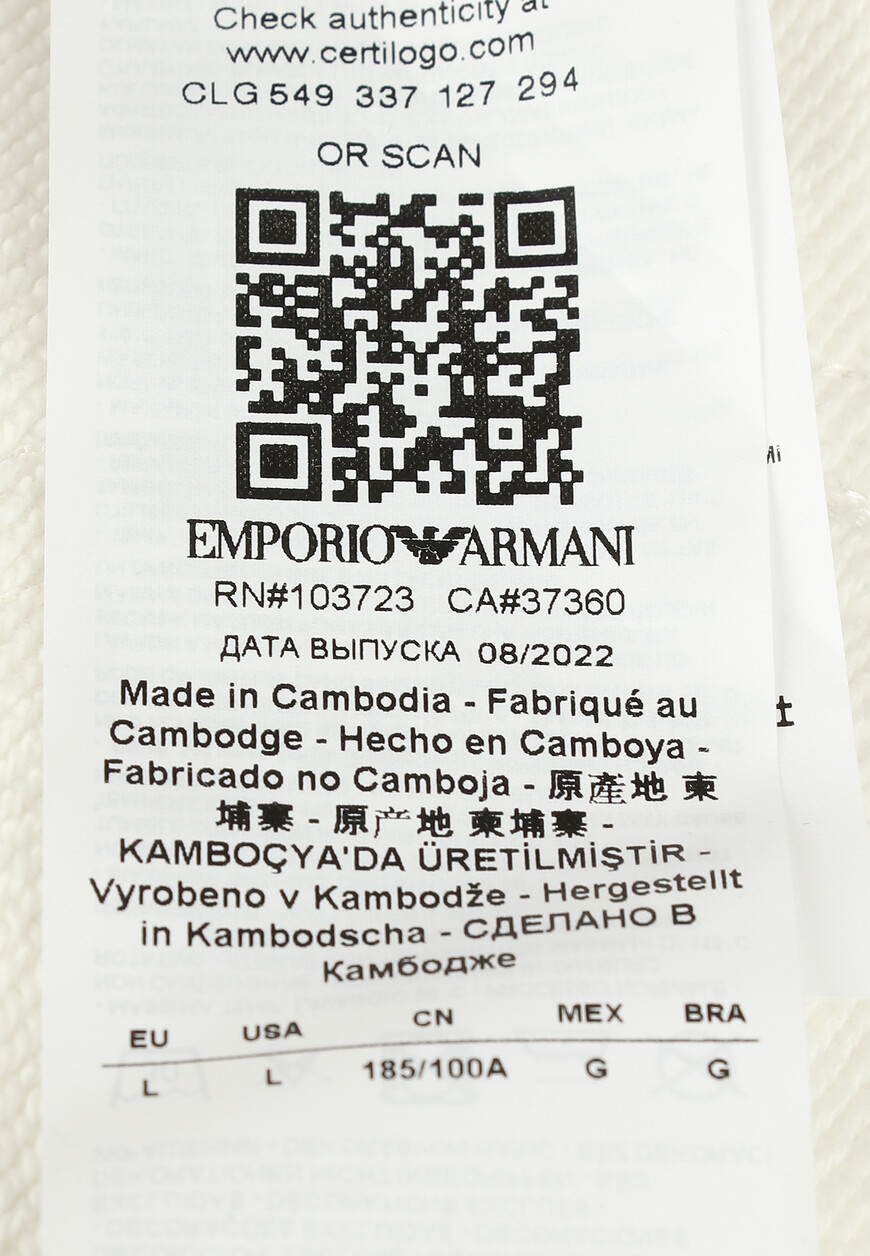 Check authenticity at
www.certilogo.com
CLG 549 337 127 294
OR SCAN
EMPORIO ARMANI
RN#103723 CA#37360
ДАТА ВЫПУСКА 08/2022
Made in Cambodia - Fabriqué au
Cambodge - Hecho en Camboya -
Fabricado no Camboja - 原產地 柬
埔寨 - 原产地 柬埔寨 -
KAMBOÇYA'DA ÜRETİLMİŞTİR -
Vyrobeno v Kambodže - Hergestellt
in Kambodscha - СДЕЛАНО В
Камбодже
EU USA CN MEX BRA
L L 185/100A G G